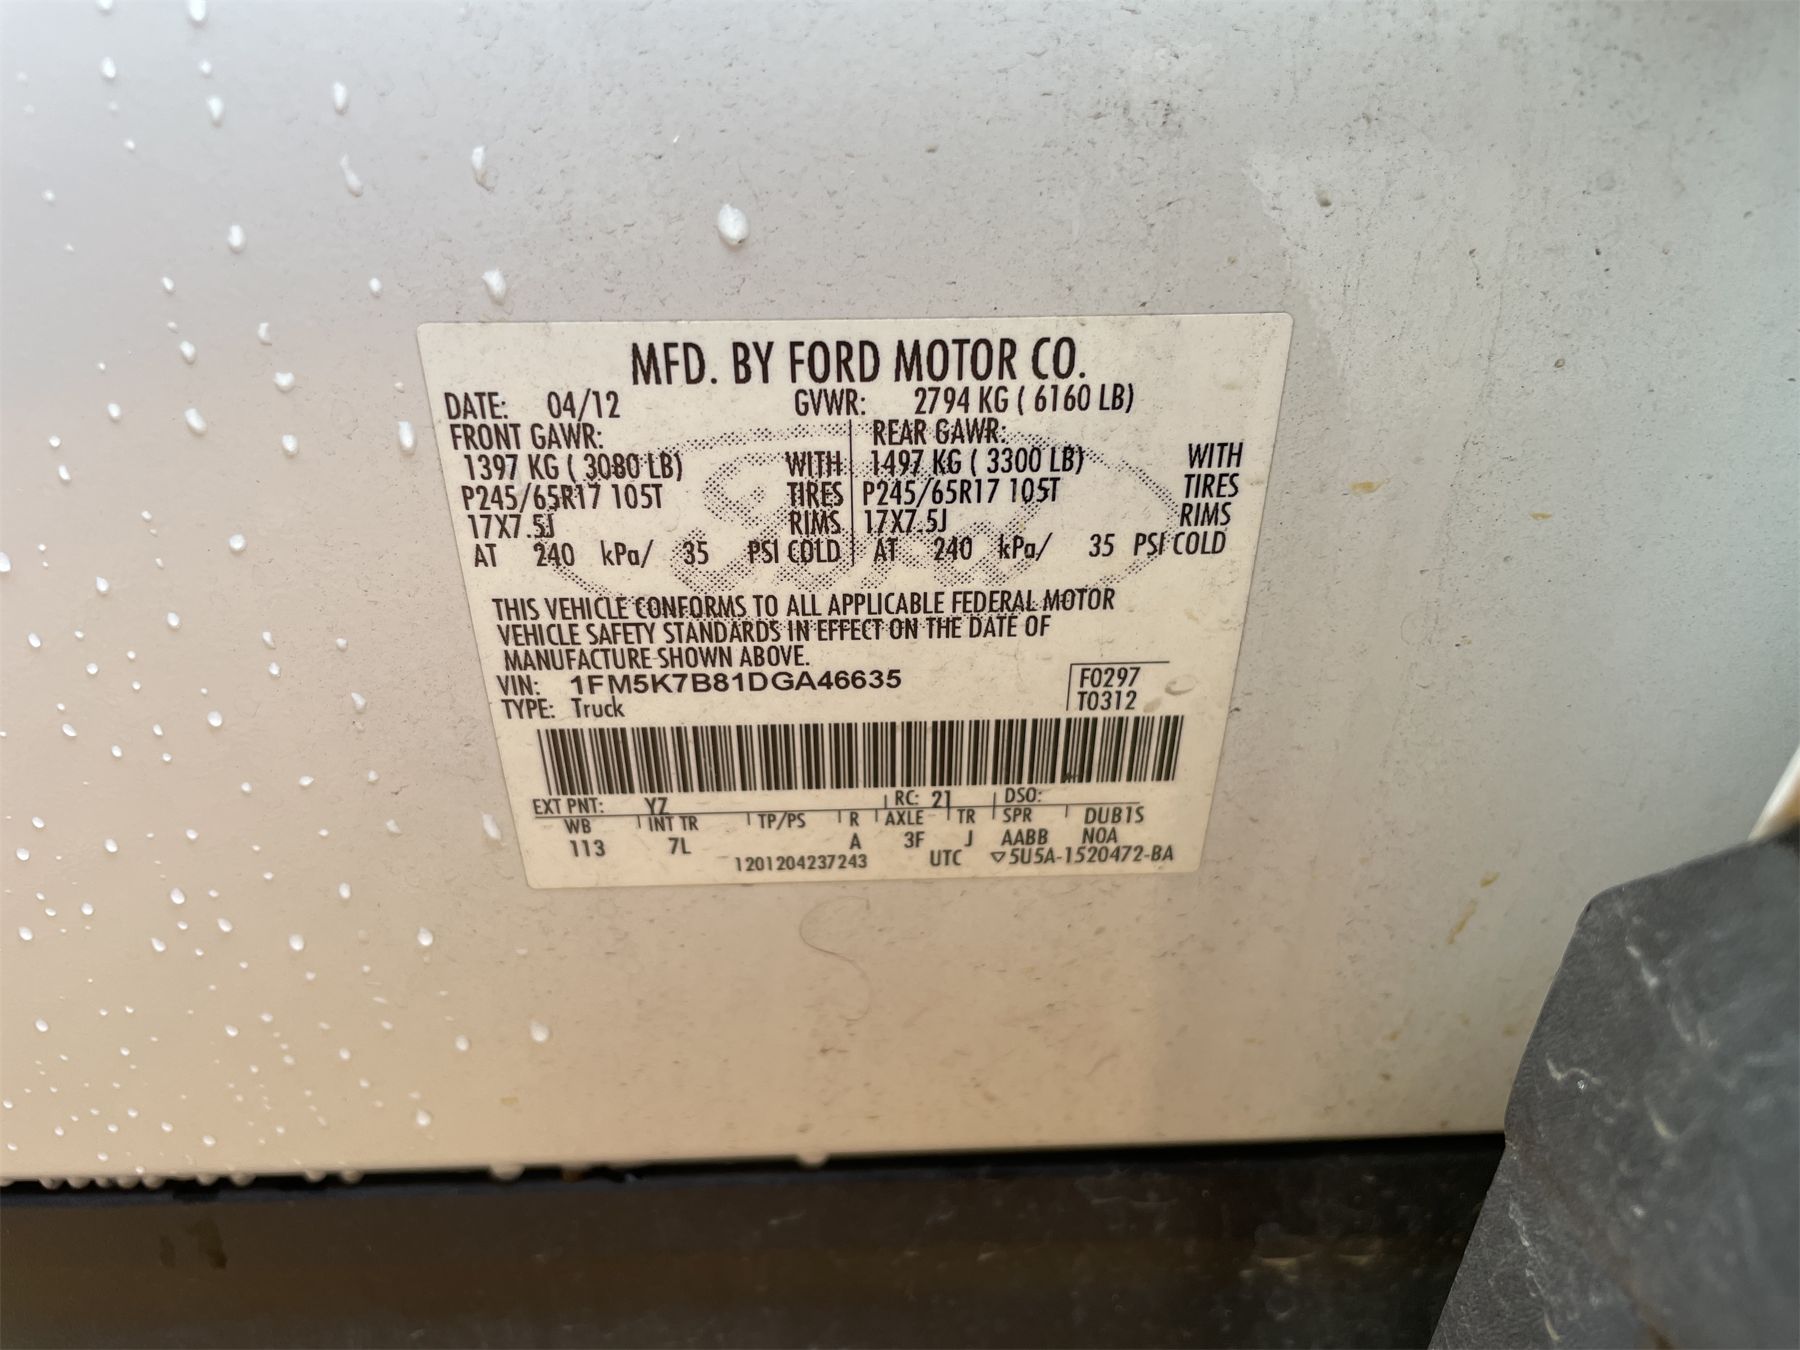 MFD. BY FORD MOTOR CO.
DATE: 04/12 GVWR: 2794 KG ( 6160 LB)
FRONT GAWR: REAR GAWR:
1397 KG ( 3080 LB) WITH 1497 KG ( 3300 LB) WITH
P245/65R17 105T TIRES P245/65R17 105T TIRES
17X7.5J RIMS 17X7.5J RIMS
AT 240 kPa/ 35 PSI COLD AT 240 kPa/ 35 PSI COLD
THIS VEHICLE CONFORMS TO ALL APPLICABLE FEDERAL MOTOR
VEHICLE SAFETY STANDARDS IN EFFECT ON THE DATE OF
MANUFACTURE SHOWN ABOVE.
VIN: 1FM5K7B81DGA46635 F0297
TYPE: Truck T0312
EXT PNT: YZ RC: 21 DSO:
WB INT TR TP/PS R AXLE TR SPR DUB1S
113 7L A 3F J AABB N0A
1201204237243 UTC ▽5U5A-1520472-BA